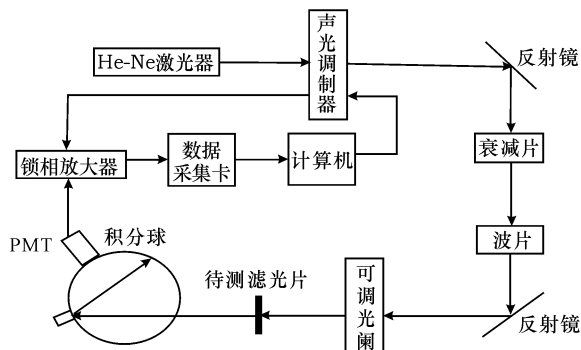 He-Ne激光器
声光调制器
反射镜
锁相放大器
数据
采集卡
计算机
衰减片
PMT
积分球
波片
待测滤光片
可调光阑
反射镜